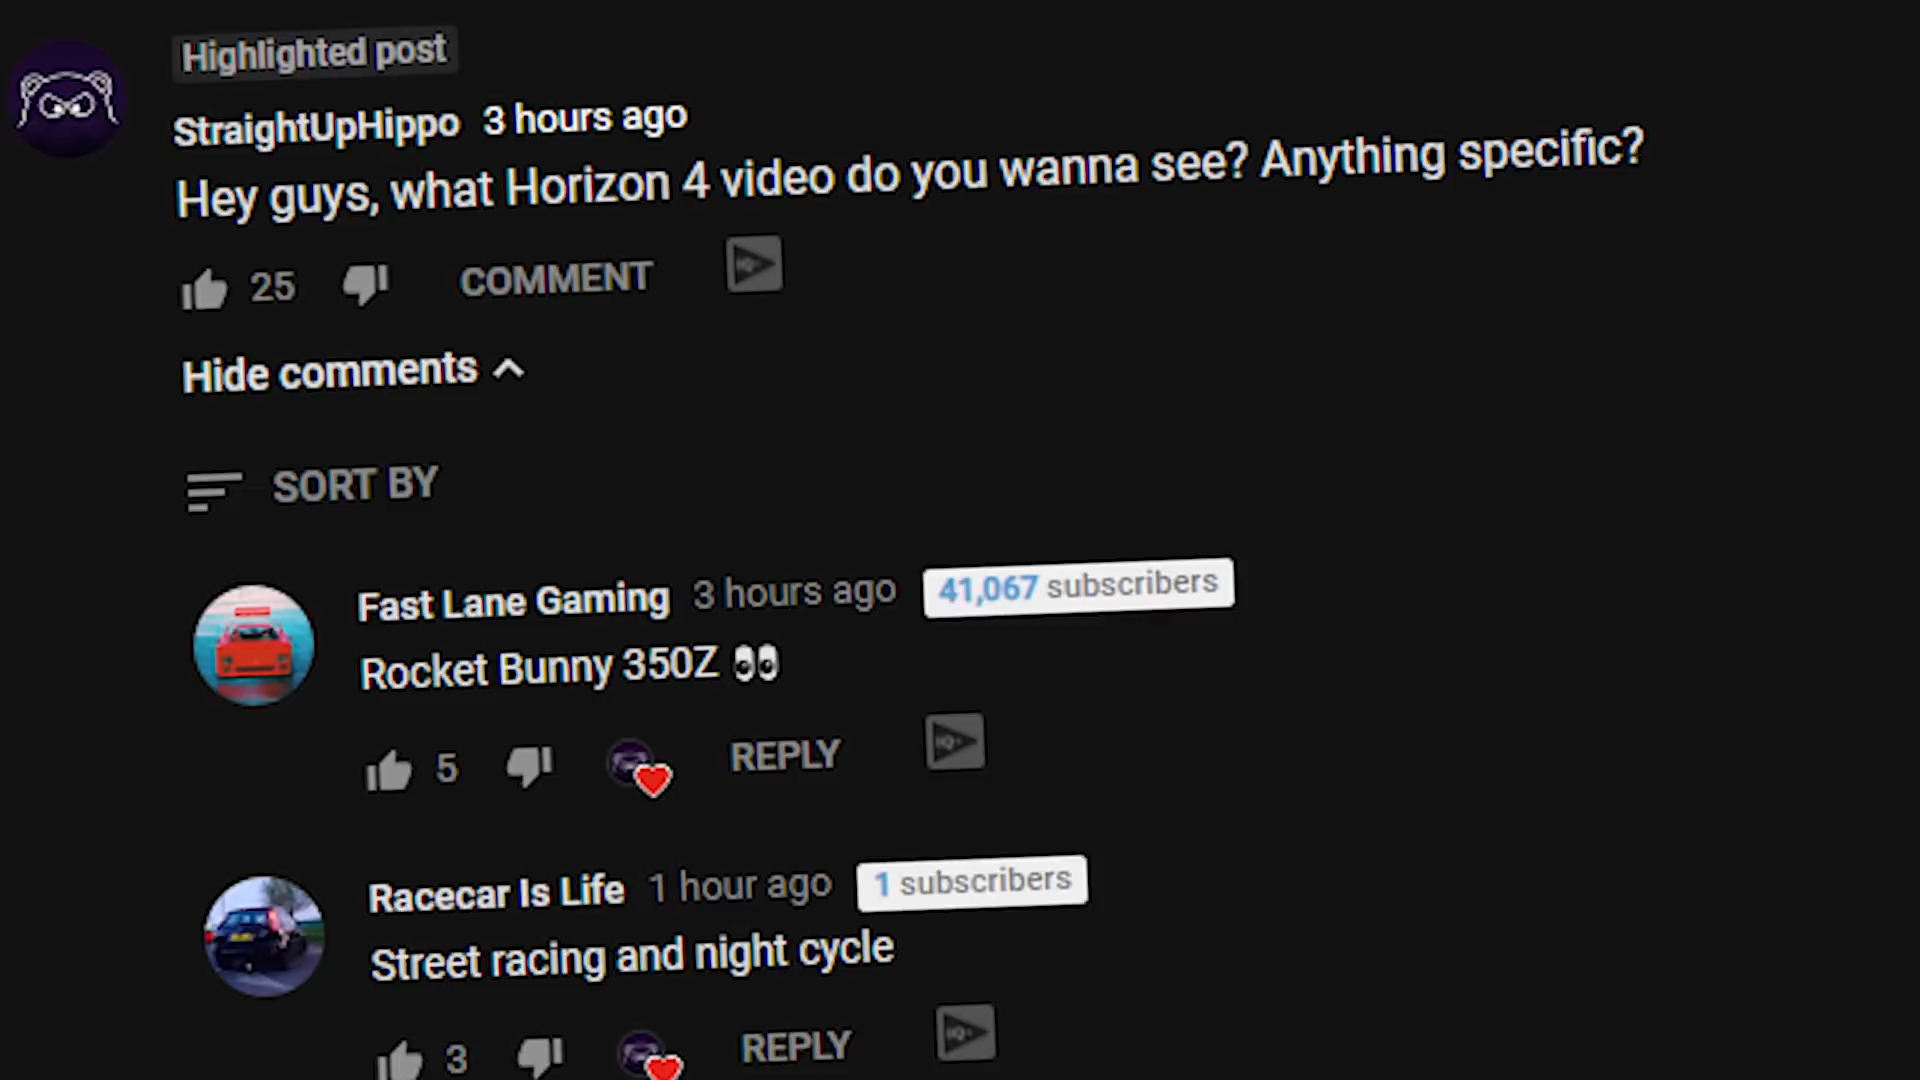 Highlighted post
StraightUpHippo 3 hours ago
Hey guys, what Horizon 4 video do you wanna see? Anything specific?
25 COMMENT
Hide comments
SORT BY
Fast Lane Gaming 3 hours ago 41,067 subscribers
Rocket Bunny 350Z 👀
5 REPLY
Racecar Is Life 1 hour ago 1 subscribers
Street racing and night cycle
3 REPLY